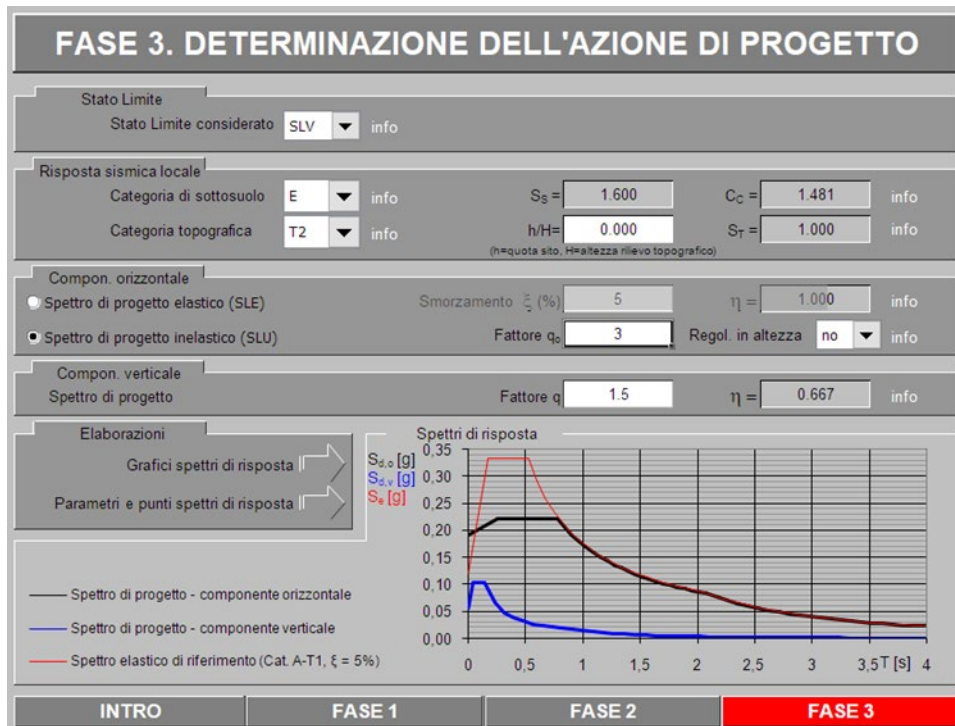 FASE 3. DETERMINAZIONE DELL'AZIONE DI PROGETTO
Stato Limite
Stato Limite considerato SLV info
Risposta sismica locale
Categoria di sottosuolo E info SS = 1.600 CC = 1.481 info
Categoria topografica T2 info h/H= 0.000 ST = 1.000 info
(h=quota sito, H=altezza rilievo topografico)
Compon. orizzontale
Spettro di progetto elastico (SLE) Smorzamento ξ (%) 5 η = 1.000 info
Spettro di progetto inelastico (SLU) Fattore qo 3 Regol. in altezza no info
Compon. verticale
Spettro di progetto Fattore q 1.5 η = 0.667 info
Elaborazioni
Grafici spettri di risposta
Parametri e punti spettri di risposta
Spettri di risposta
Sd,o [g]
Sd,v [g]
Se [g]
0,35
0,30
0,25
0,20
0,15
0,10
0,05
0,00
0 0,5 1 1,5 2 2,5 3 3,5 T [s] 4
Spettro di progetto - componente orizzontale
Spettro di progetto - componente verticale
Spettro elastico di riferimento (Cat. A-T1, ξ = 5%)
INTRO FASE 1 FASE 2 FASE 3